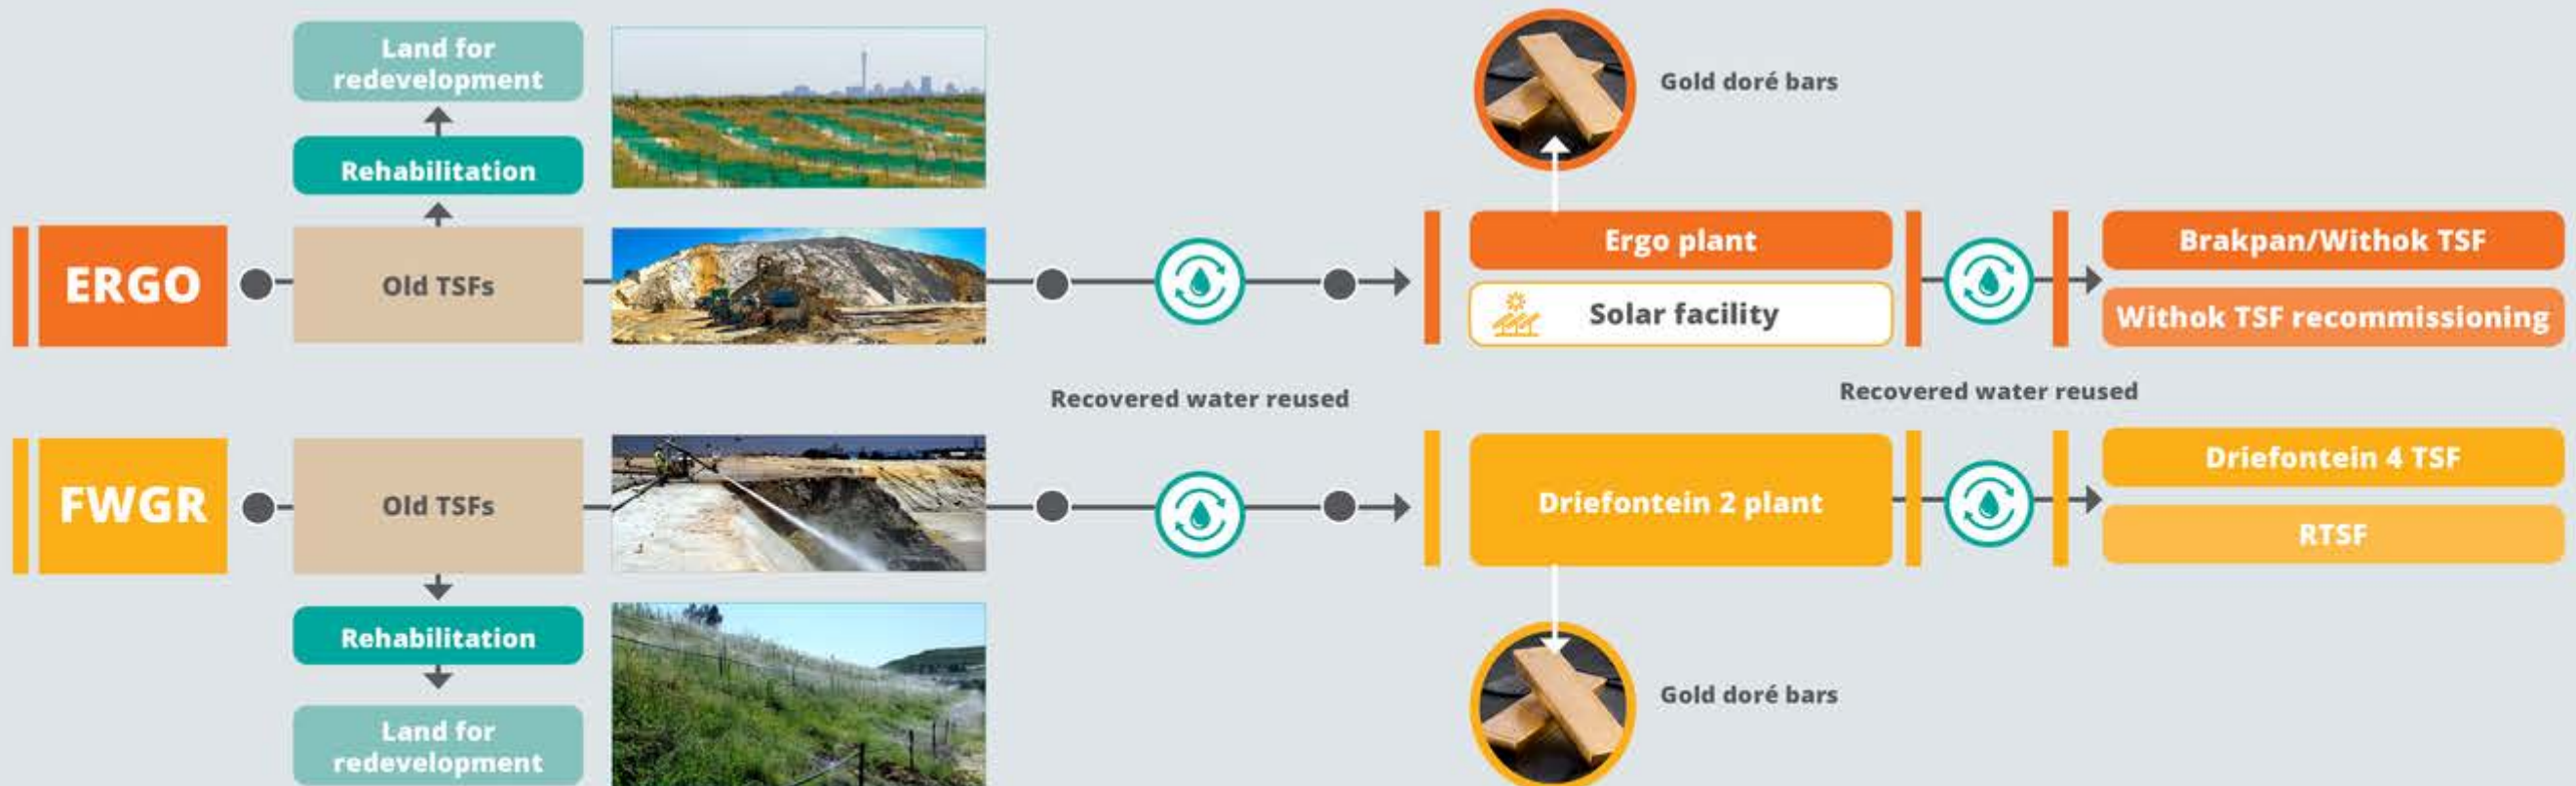 Land for
redevelopment
Rehabilitation
ERGO
Old TSFs
Gold doré bars
Ergo plant
Solar facility
Brakpan/Withok TSF
Withok TSF recommissioning
Recovered water reused
Recovered water reused
FWGR
Old TSFs
Driefontein 2 plant
Driefontein 4 TSF
RTSF
Rehabilitation
Land for
redevelopment
Gold doré bars